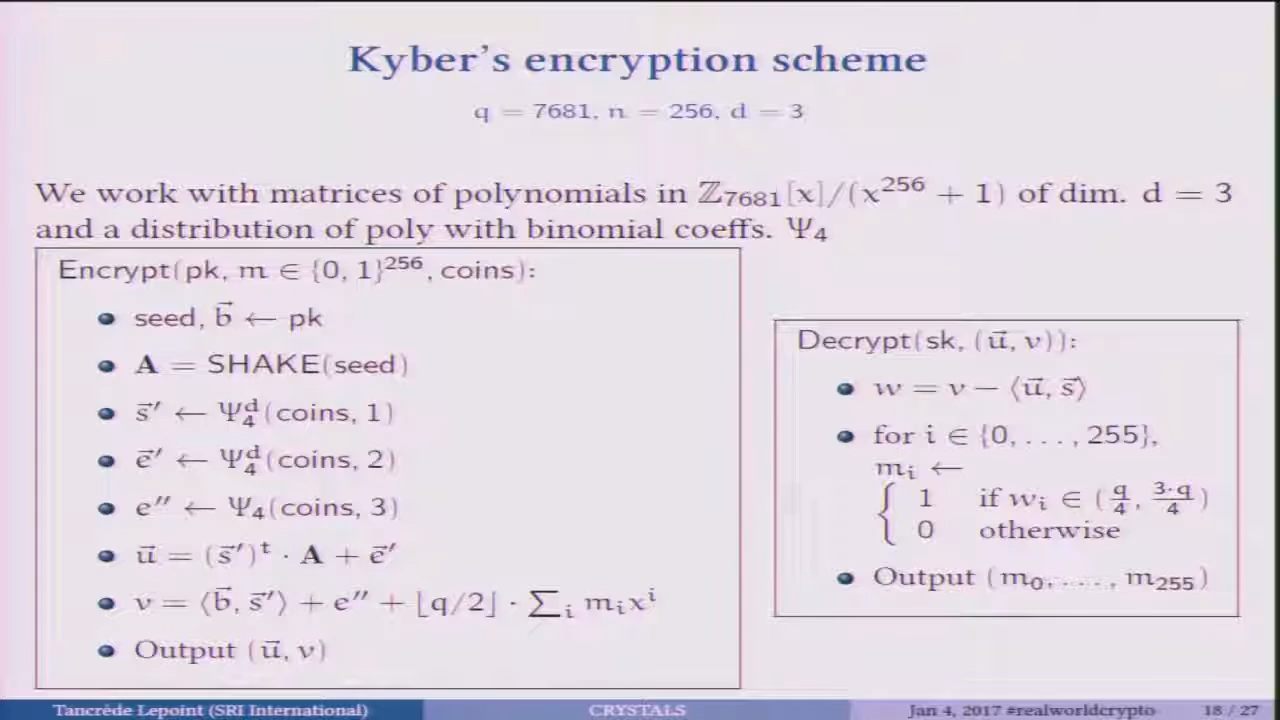 Kyber's encryption scheme
q = 7681, n = 256, d = 3
We work with matrices of polynomials in ℤ₇₆₈₁[x]/(x²⁵⁶ + 1) of dim. d = 3
and a distribution of poly with binomial coeffs. Ψ₄
Encrypt(pk, m ∈ {0, 1}²⁵⁶, coins):
• seed, b⃗ ← pk
• A = SHAKE(seed)
• s⃗′ ← Ψ₄ᵈ(coins, 1)
• e⃗′ ← Ψ₄ᵈ(coins, 2)
• e″ ← Ψ₄(coins, 3)
• u⃗ = (s⃗′)ᵗ · A + e⃗′
• v = ⟨b⃗, s⃗′⟩ + e″ + ⌊q/2⌋ · ∑ᵢ mᵢxⁱ
• Output (u⃗, v)
Decrypt(sk, (u⃗, v)):
• w = v − ⟨u⃗, s⃗⟩
• for i ∈ {0, . . . , 255},
mᵢ ←
{ 1 if wᵢ ∈ (q/4, 3·q/4)
0 otherwise
• Output (m₀, . . . , m₂₅₅)
Tancrède Lepoint (SRI International) CRYSTALS Jan 4, 2017 #realworldcrypto 18 / 27